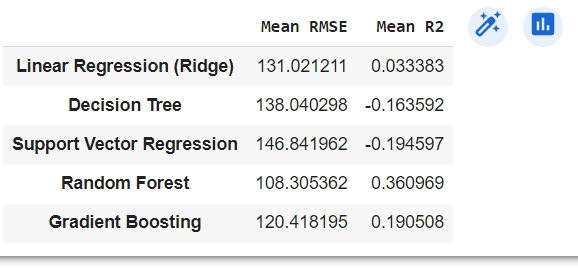 Mean RMSE Mean R2
Linear Regression (Ridge) 131.021211 0.033383
Decision Tree 138.040298 -0.163592
Support Vector Regression 146.841962 -0.194597
Random Forest 108.305362 0.360969
Gradient Boosting 120.418195 0.190508